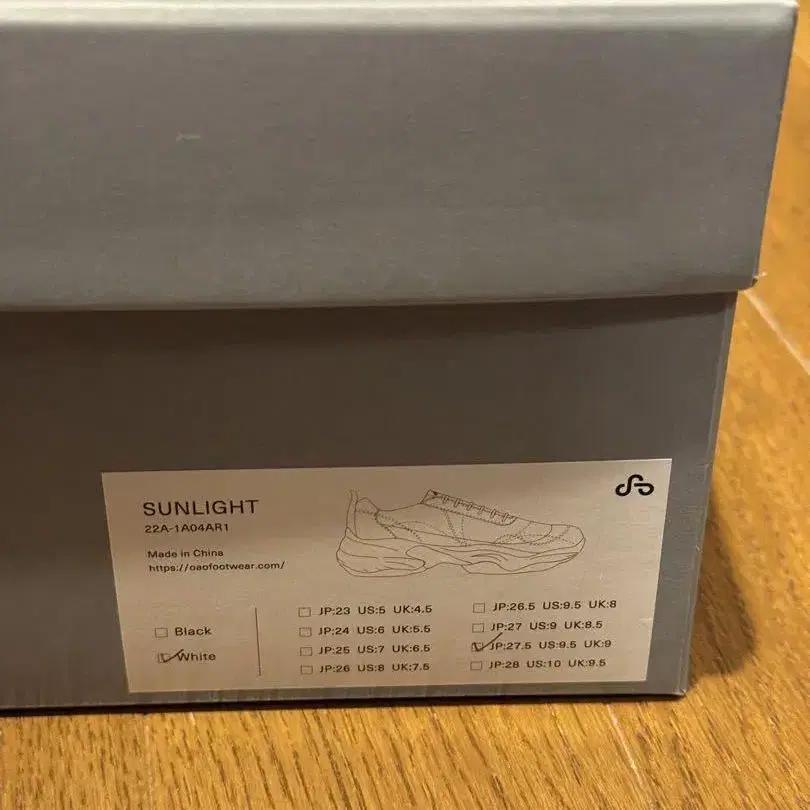 SUNLIGHT
22A-1A04AR1
Made in China
https://oaofootwear.com/
Black
White
JP:23 US:5 UK:4.5
JP:24 US:6 UK:5.5
JP:25 US:7 UK:6.5
JP:26 US:8 UK:7.5
JP:26.5 US:9.5 UK:8
JP:27 US:9 UK:8.5
JP:27.5 US:9.5 UK:9
JP:28 US:10 UK:9.5